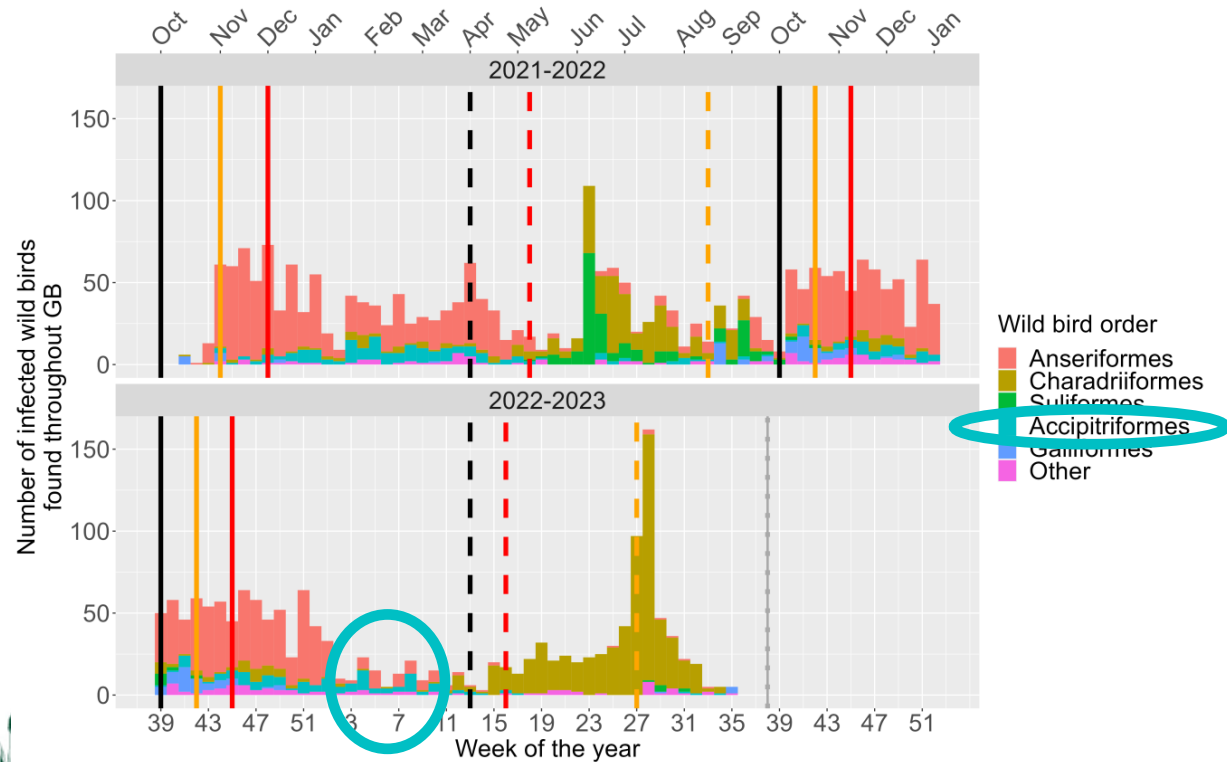 Oct Nov Dec Jan Feb Mar Apr May Jun Jul Aug Sep Oct Nov Dec Jan
2021-2022
150
100
50
0
2022-2023
150
100
50
0
39 43 47 51 3 7 11 15 19 23 27 31 35 39 43 47 51
Week of the year
Number of infected wild birds
found throughout GB
Wild bird order
Anseriformes
Charadriiformes
Suliformes
Accipitriformes
Galliformes
Other